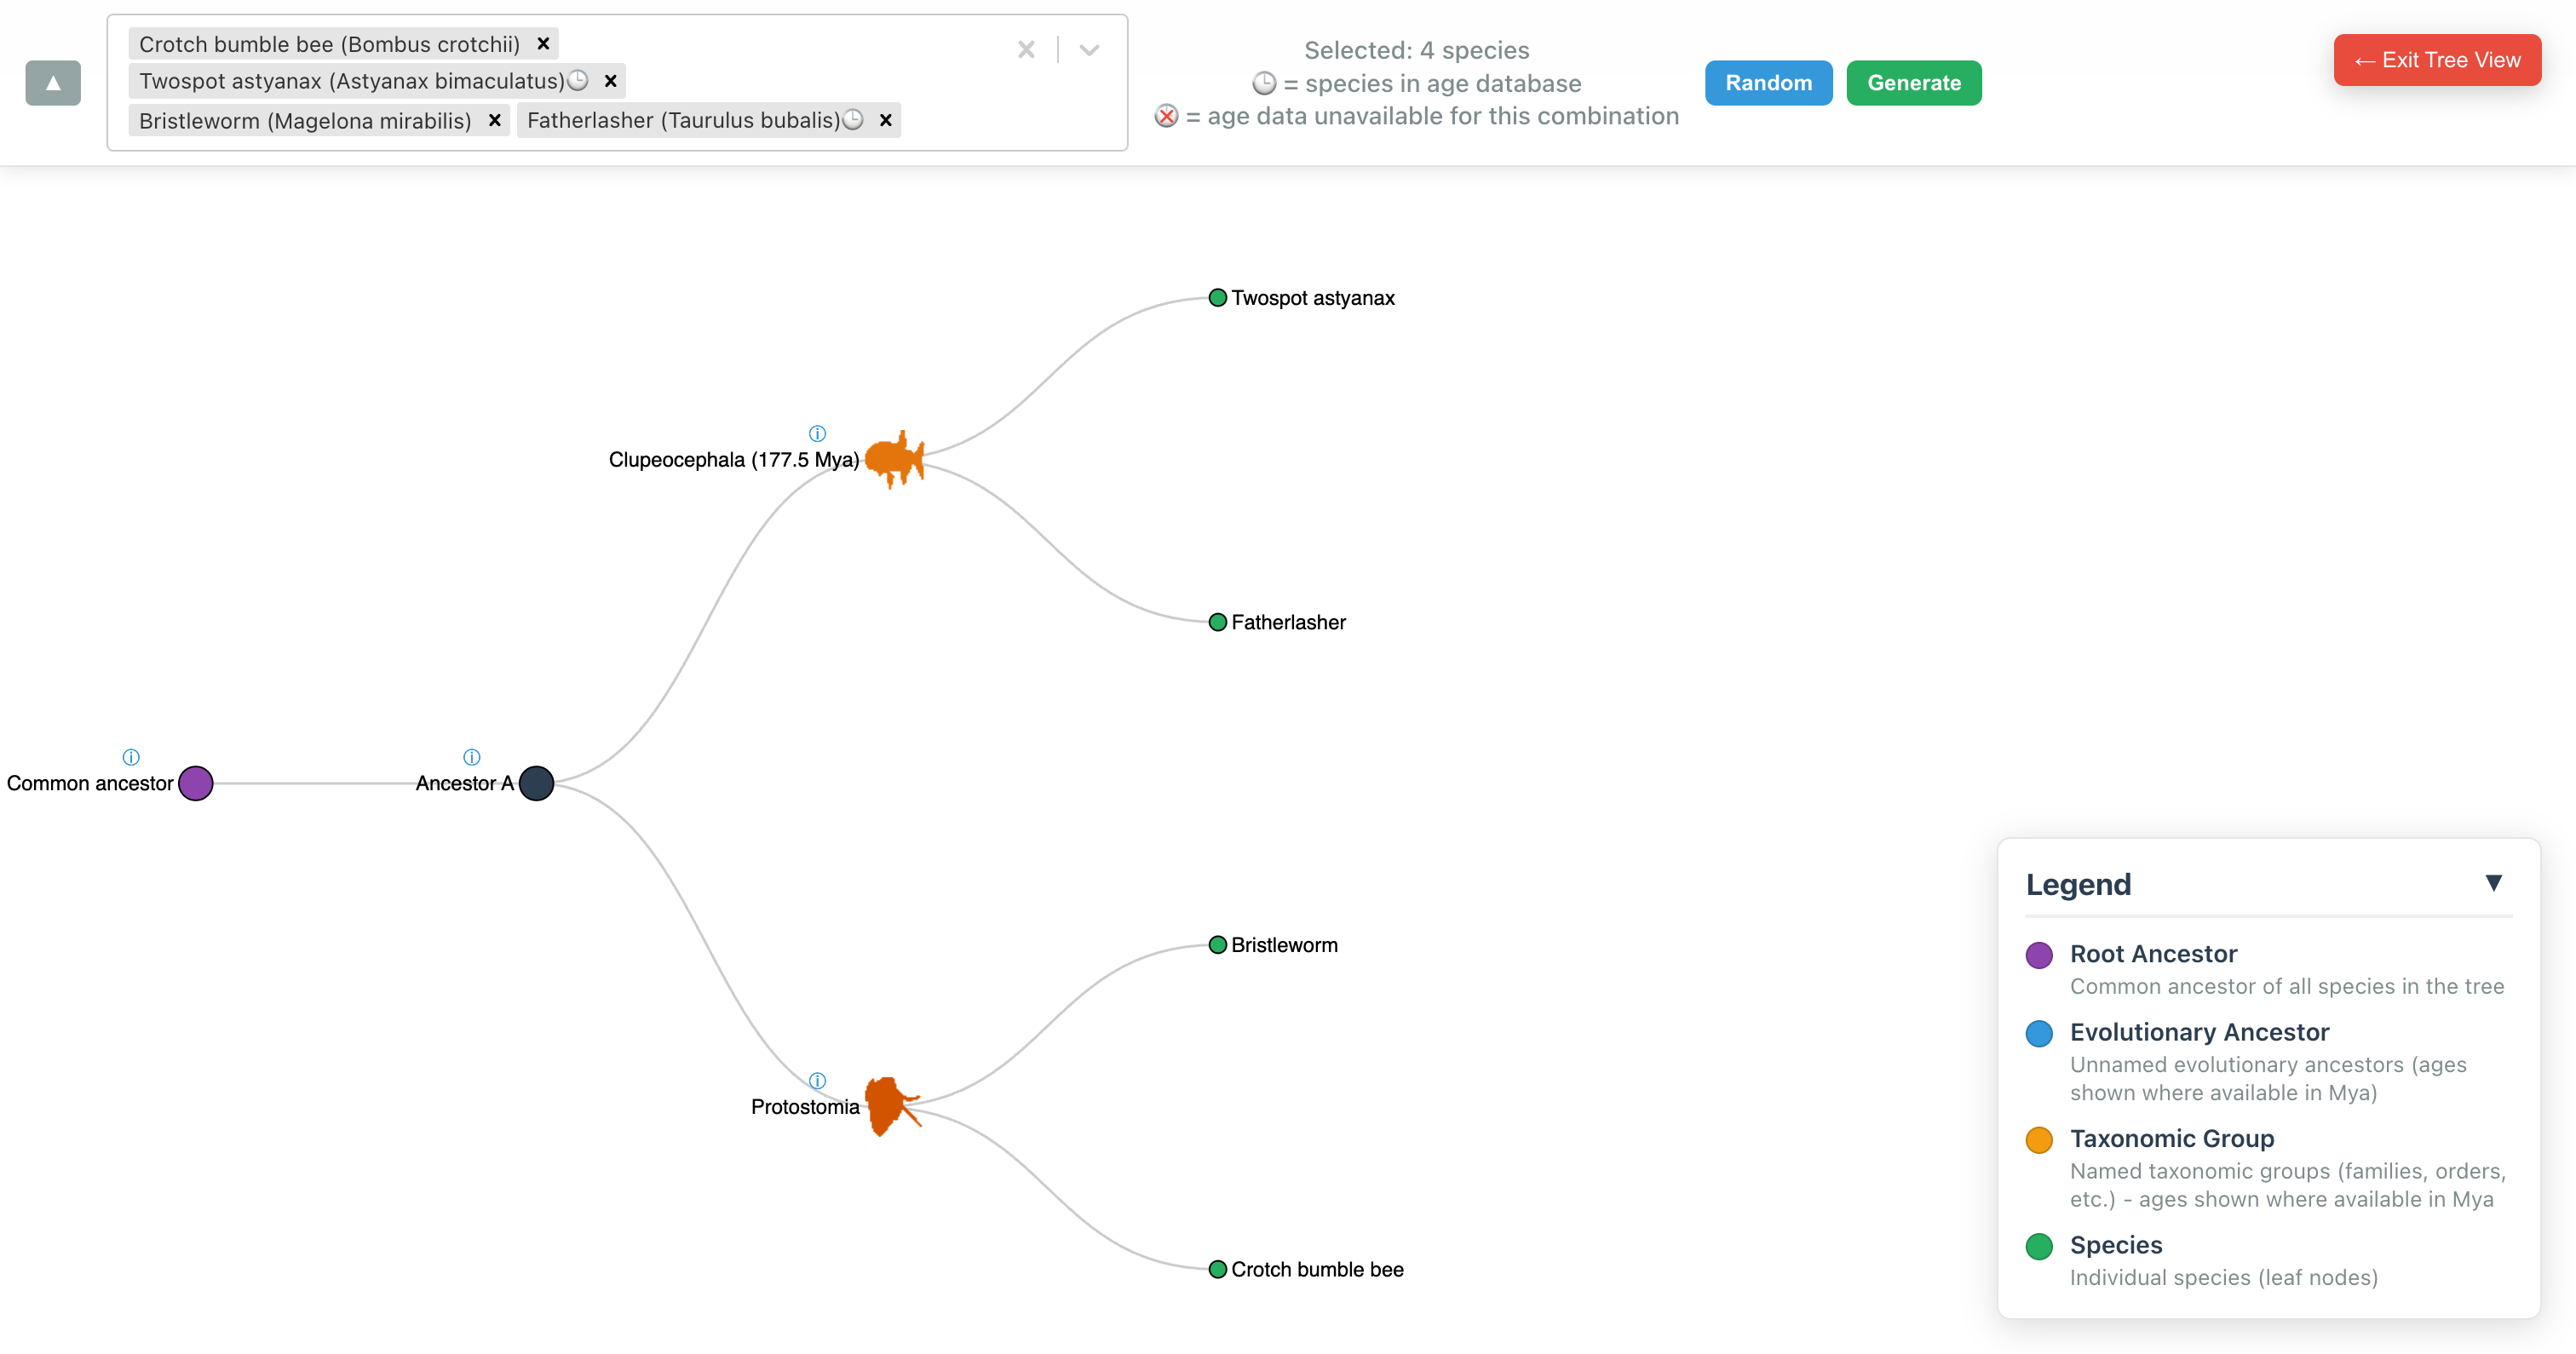 Crotch bumble bee (Bombus crotchii) ×
Twospot astyanax (Astyanax bimaculatus)🕒 ×
Bristleworm (Magelona mirabilis) × Fatherlasher (Taurulus bubalis)🕒 ×
Selected: 4 species
🕒 = species in age database
= age data unavailable for this combination
Random
Generate
← Exit Tree View
Twospot astyanax
Clupeocephala (177.5 Mya)
Fatherlasher
Common ancestor
Ancestor A
Bristleworm
Protostomia
Crotch bumble bee
Legend ▼
Root Ancestor
Common ancestor of all species in the tree
Evolutionary Ancestor
Unnamed evolutionary ancestors (ages
shown where available in Mya)
Taxonomic Group
Named taxonomic groups (families, orders,
etc.) - ages shown where available in Mya
Species
Individual species (leaf nodes)